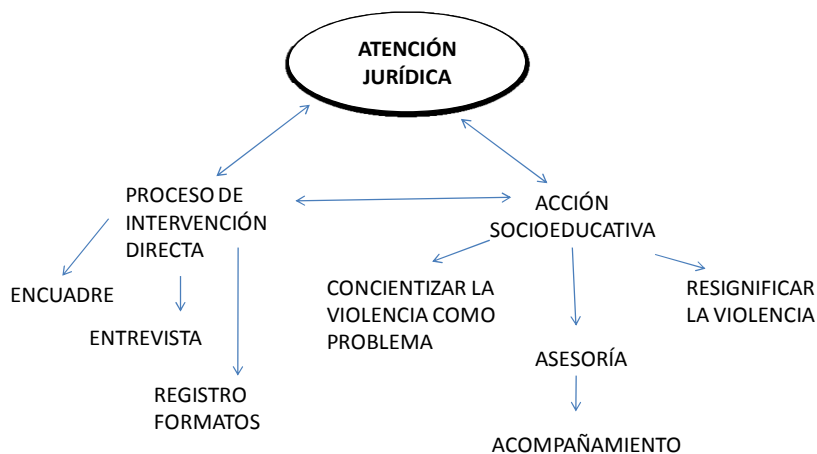 ATENCIÓN
JURÍDICA
PROCESO DE
INTERVENCIÓN
DIRECTA
ACCIÓN
SOCIOEDUCATIVA
ENCUADRE
ENTREVISTA
REGISTRO
FORMATOS
CONCIENTIZAR LA
VIOLENCIA COMO
PROBLEMA
RESIGNIFICAR
LA VIOLENCIA
ASESORÍA
ACOMPAÑAMIENTO